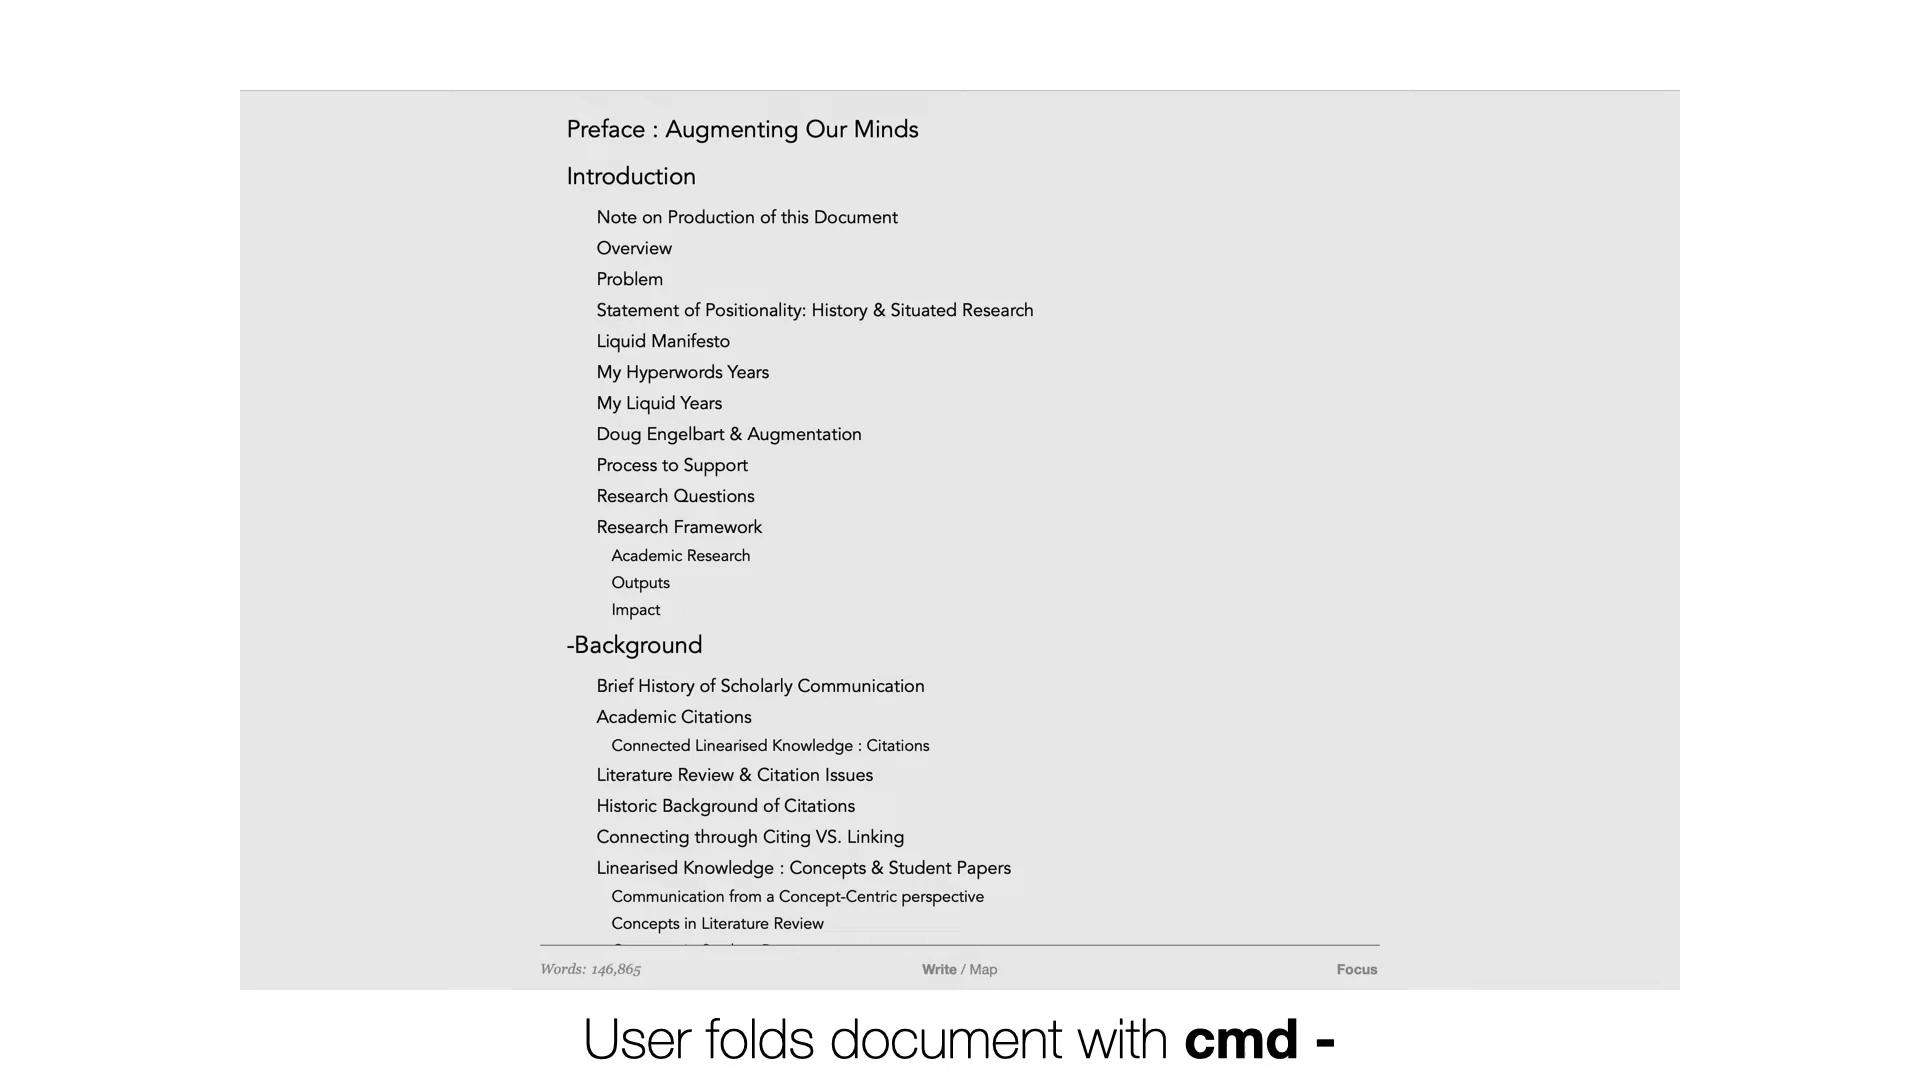 Preface : Augmenting Our Minds
Introduction
Note on Production of this Document
Overview
Problem
Statement of Positionality: History & Situated Research
Liquid Manifesto
My Hyperwords Years
My Liquid Years
Doug Engelbart & Augmentation
Process to Support
Research Questions
Research Framework
Academic Research
Outputs
Impact
-Background
Brief History of Scholarly Communication
Academic Citations
Connected Linearised Knowledge : Citations
Literature Review & Citation Issues
Historic Background of Citations
Connecting through Citing VS. Linking
Linearised Knowledge : Concepts & Student Papers
Communication from a Concept-Centric perspective
Concepts in Literature Review
Words: 146,865 Write / Map Focus
User folds document with cmd -